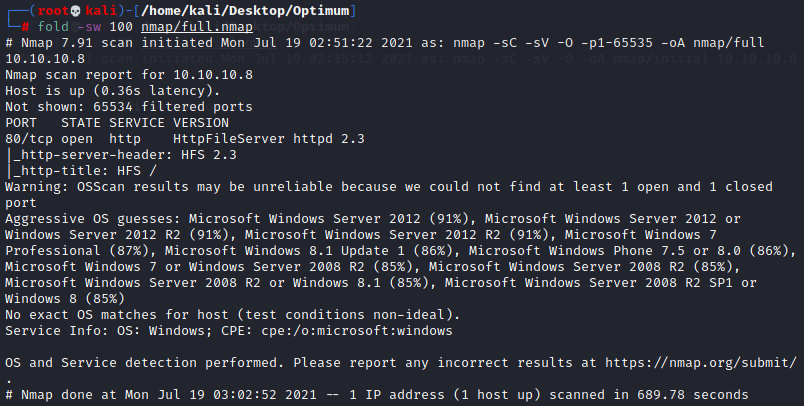 ┌──(root💀kali)-[/home/kali/Desktop/Optimum]
└─# fold -sw 100 nmap/full.nmap
# Nmap 7.91 scan initiated Mon Jul 19 02:51:22 2021 as: nmap -sC -sV -O -p1-65535 -oA nmap/full
10.10.10.8
Nmap scan report for 10.10.10.8
Host is up (0.36s latency).
Not shown: 65534 filtered ports
PORT   STATE SERVICE VERSION
80/tcp open  http    HttpFileServer httpd 2.3
|_http-server-header: HFS 2.3
|_http-title: HFS /
Warning: OSScan results may be unreliable because we could not find at least 1 open and 1 closed
port
Aggressive OS guesses: Microsoft Windows Server 2012 (91%), Microsoft Windows Server 2012 or
Windows Server 2012 R2 (91%), Microsoft Windows Server 2012 R2 (91%), Microsoft Windows 7
Professional (87%), Microsoft Windows 8.1 Update 1 (86%), Microsoft Windows Phone 7.5 or 8.0 (86%),
Microsoft Windows 7 or Windows Server 2008 R2 (85%), Microsoft Windows Server 2008 R2 (85%),
Microsoft Windows Server 2008 R2 or Windows 8.1 (85%), Microsoft Windows Server 2008 R2 SP1 or
Windows 8 (85%)
No exact OS matches for host (test conditions non-ideal).
Service Info: OS: Windows; CPE: cpe:/o:microsoft:windows

OS and Service detection performed. Please report any incorrect results at https://nmap.org/submit/
.
# Nmap done at Mon Jul 19 03:02:52 2021 -- 1 IP address (1 host up) scanned in 689.78 seconds